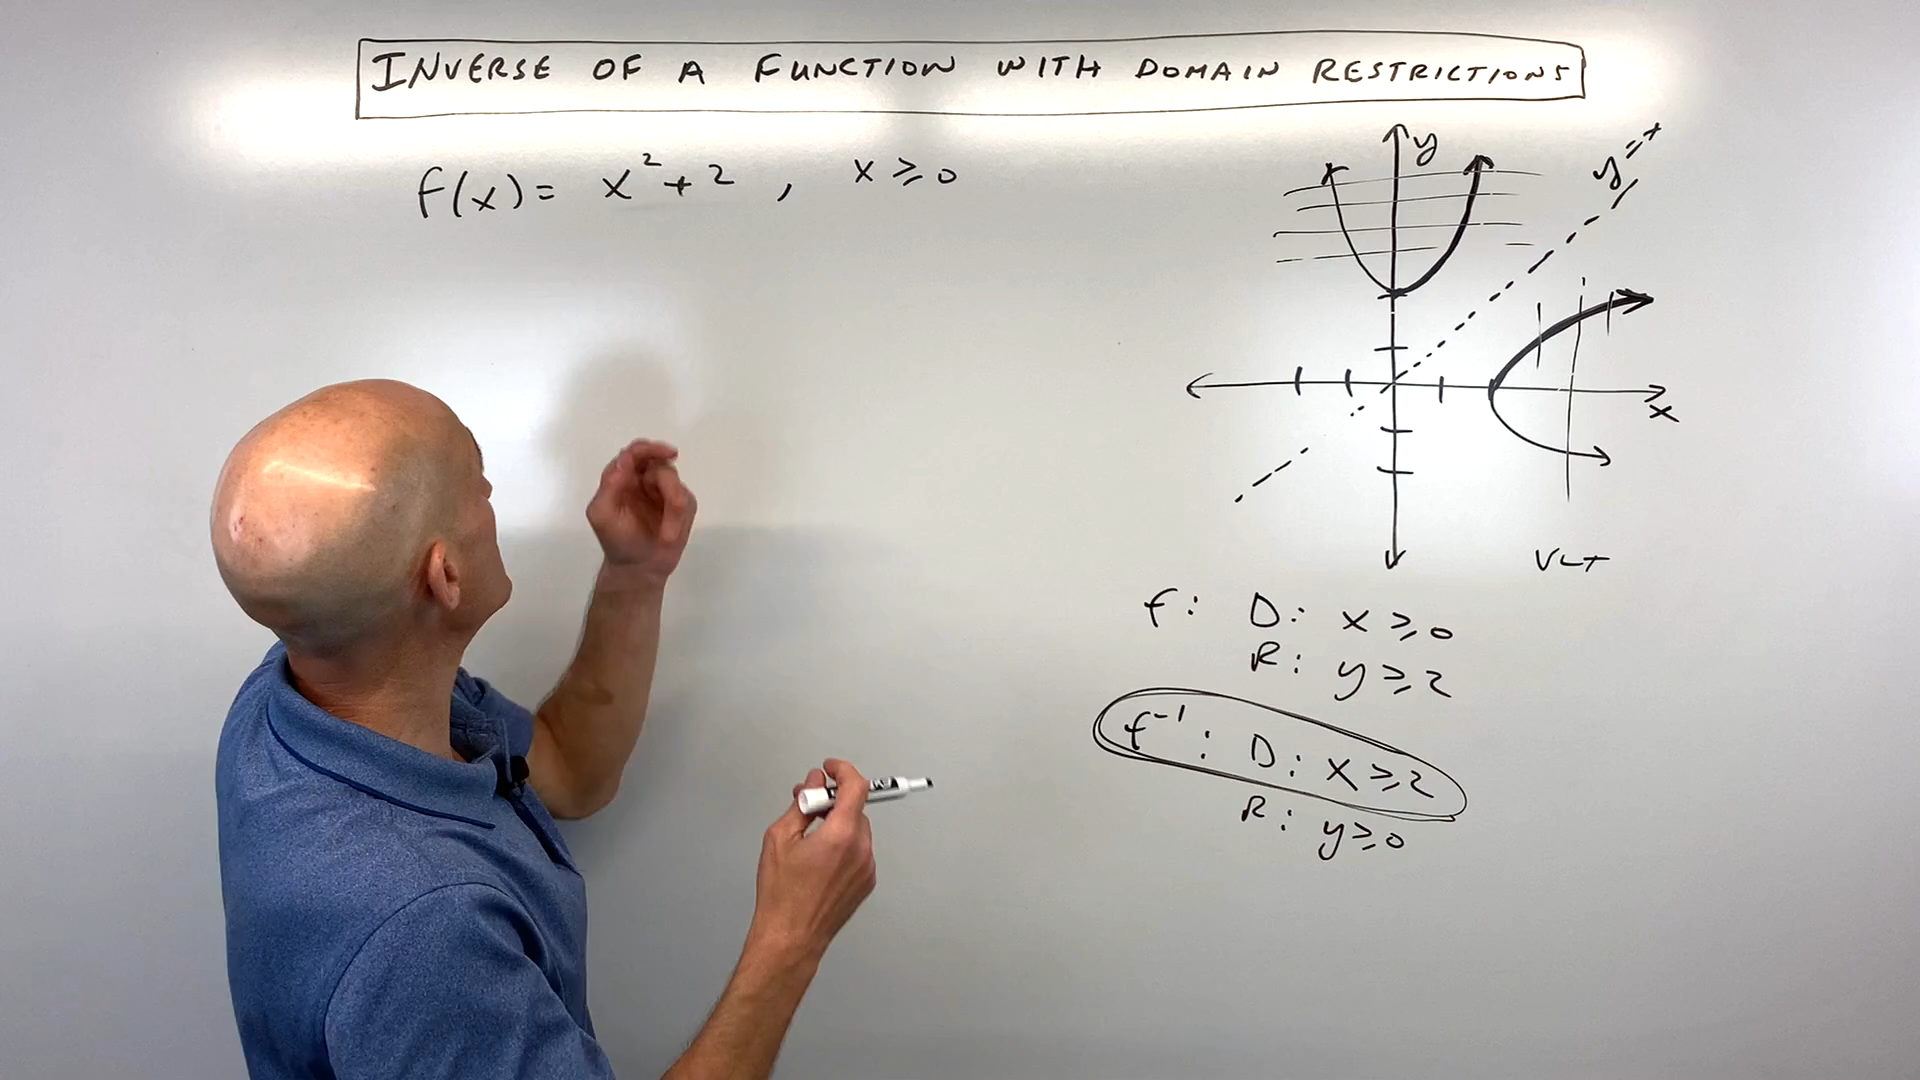 INVERSE OF A FUNCTION WITH DOMAIN RESTRICTIONS
f(x) = x² + 2 , x ≥ 0
y
y = x
x
VLT
f : D : x ≥ 0
R : y ≥ 2
f⁻¹ : D : x ≥ 2
R : y ≥ 0